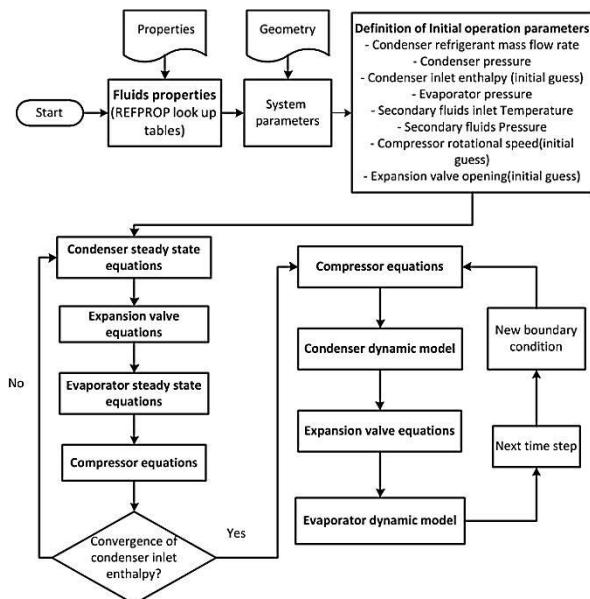 Properties
Geometry
Start
Fluids properties
(REFPROP look up
tables)
System
parameters
Definition of Initial operation parameters
- Condenser refrigerant mass flow rate
- Condenser pressure
- Condenser inlet enthalpy (initial guess)
- Evaporator pressure
- Secondary fluids inlet Temperature
- Secondary fluids Pressure
- Compressor rotational speed(initial
guess)
- Expansion valve opening(initial guess)
Condenser steady state
equations
Expansion valve
equations
No
Evaporator steady state
equations
Compressor equations
Convergence of
condenser inlet
enthalpy?
Yes
Compressor equations
Condenser dynamic model
Expansion valve equations
Evaporator dynamic model
Next time step
New boundary
condition